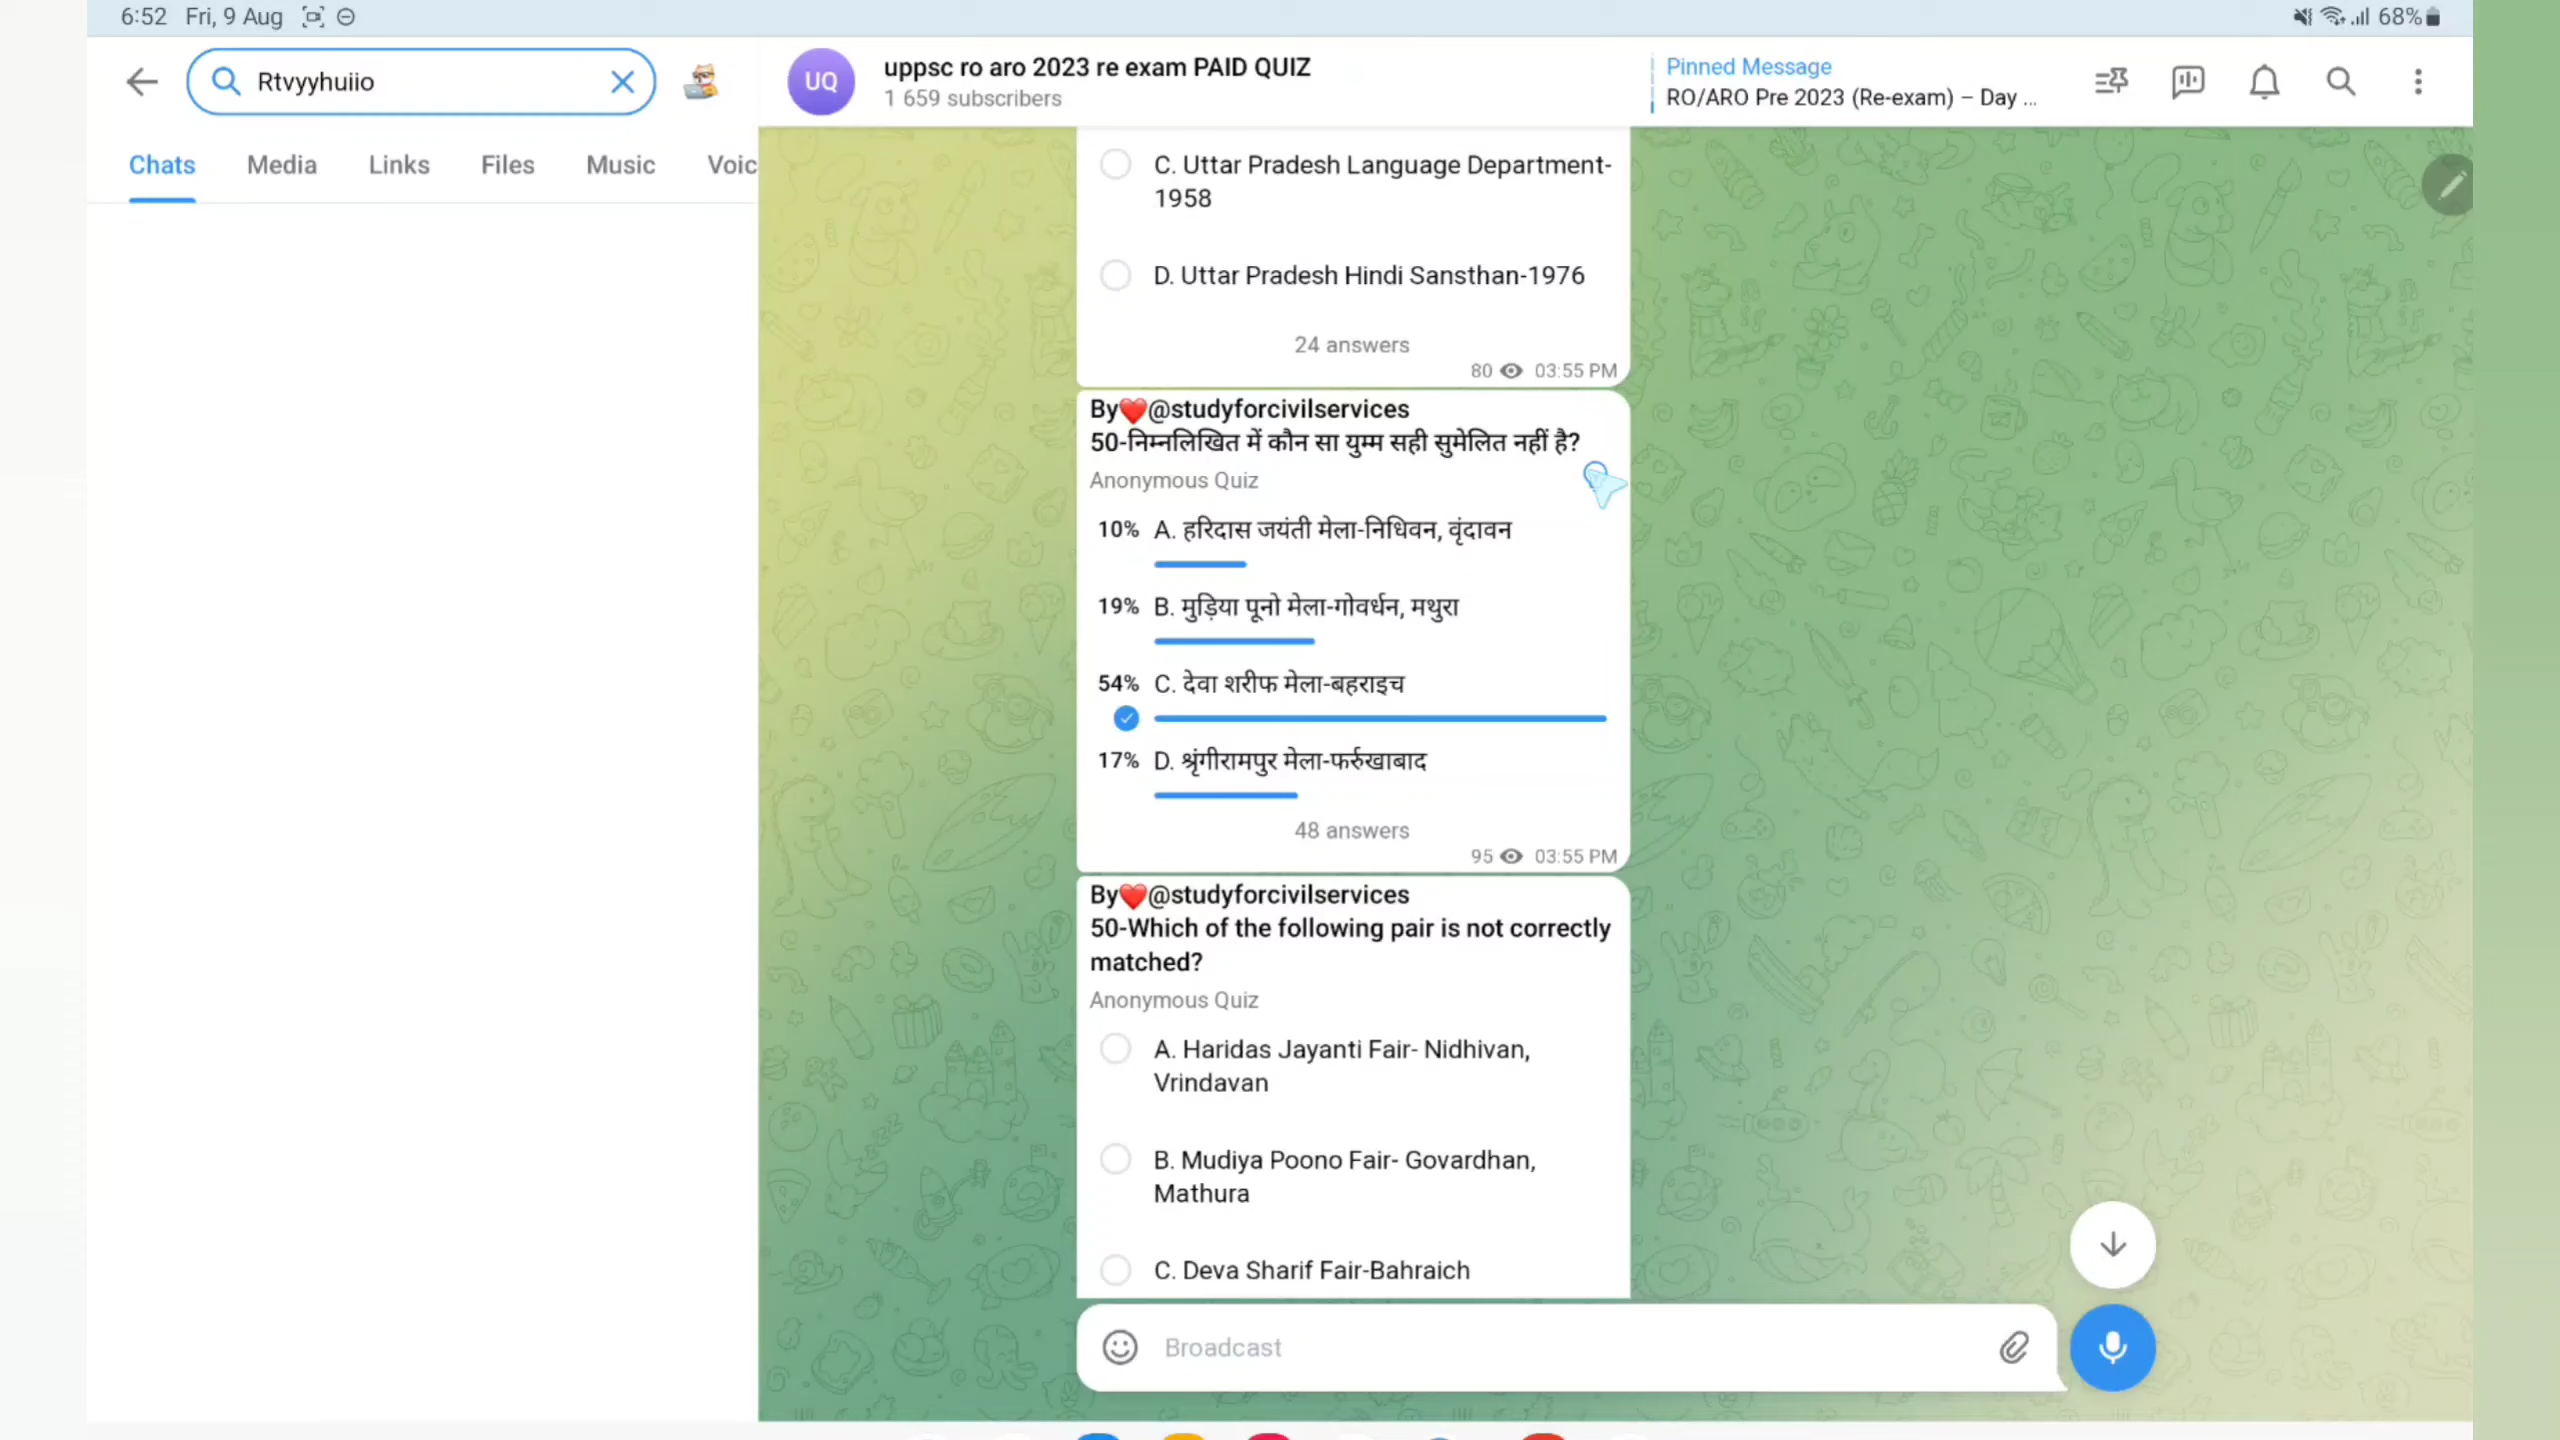 6:52 Fri, 9 Aug
68%
Rtvyyhuiio
UQ
uppsc ro aro 2023 re exam PAID QUIZ
1 659 subscribers
Pinned Message
RO/ARO Pre 2023 (Re-exam) – Day ...
Chats Media Links Files Music Voic
C. Uttar Pradesh Language Department-
1958
D. Uttar Pradesh Hindi Sansthan-1976
24 answers
80 03:55 PM
By❤️@studyforcivilservices
50-निम्नलिखित में कौन सा युग्म सही सुमेलित नहीं है?
Anonymous Quiz
10% A. हरिदास जयंती मेला-निधिवन, वृंदावन
19% B. मुड़िया पूनो मेला-गोवर्धन, मथुरा
54% C. देवा शरीफ मेला-बहराइच
17% D. श्रृंगीरामपुर मेला-फर्रुखाबाद
48 answers
95 03:55 PM
By❤️@studyforcivilservices
50-Which of the following pair is not correctly
matched?
Anonymous Quiz
A. Haridas Jayanti Fair- Nidhivan,
Vrindavan
B. Mudiya Poono Fair- Govardhan,
Mathura
C. Deva Sharif Fair-Bahraich
Broadcast